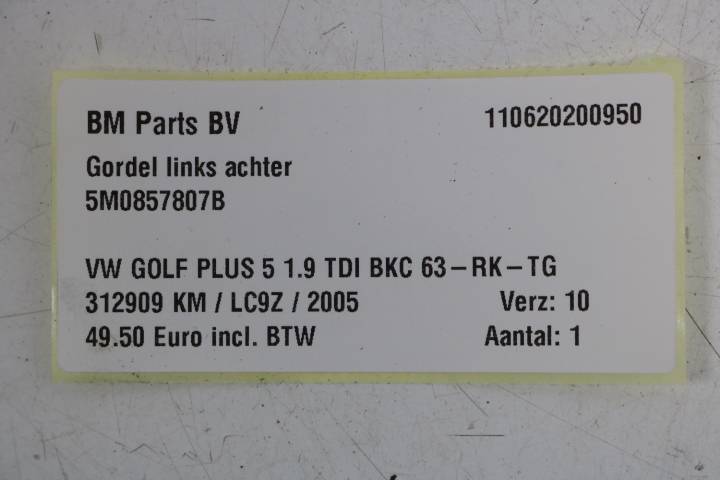 BM Parts BV 110620200950
Gordel links achter
5M0857807B
VW GOLF PLUS 5 1.9 TDI BKC 63-RK-TG
312909 KM / LC9Z / 2005 Verz: 10
49.50 Euro incl. BTW Aantal: 1